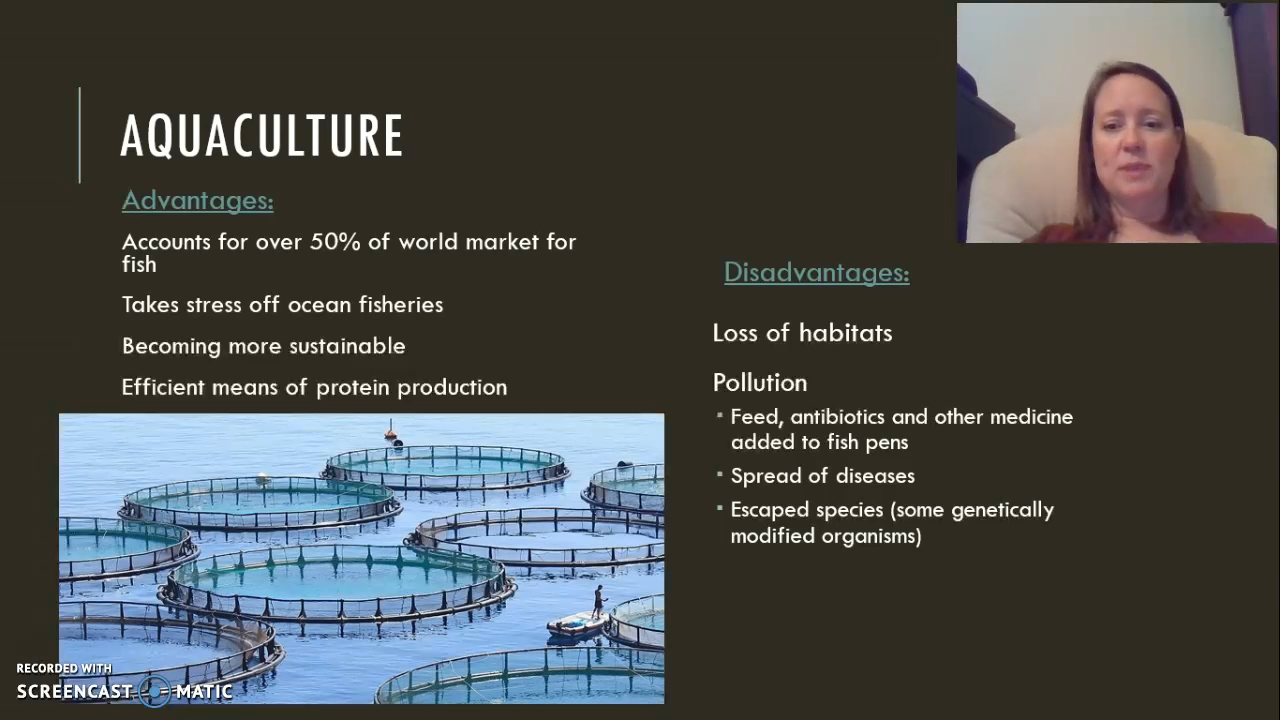 AQUACULTURE
Advantages:
Accounts for over 50% of world market for
fish
Takes stress off ocean fisheries
Becoming more sustainable
Efficient means of protein production
Disadvantages:
Loss of habitats
Pollution
Feed, antibiotics and other medicine
added to fish pens
Spread of diseases
Escaped species (some genetically
modified organisms)
RECORDED WITH
SCREENCAST MATIC